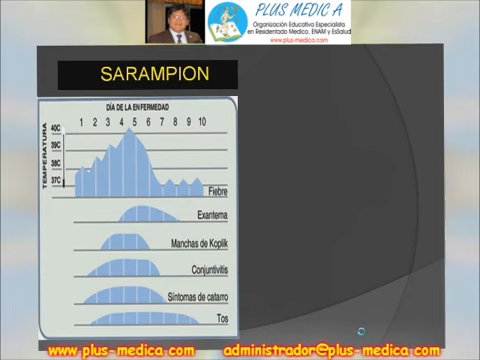 PLUS MEDIC A
Organización Educativa Especialista
en Residentado Medico, ENAM y EsSalud
www.plus-medica.com
SARAMPION
DÍA DE LA ENFERMEDAD
1 2 3 4 5 6 7 8 9 10
TEMPERATURA
40C
39C
38C
37C
Fiebre
Exantema
Manchas de Koplik
Conjuntivitis
Síntomas de catarro
Tos
www.plus-medica.com administrador@plus-medica.com